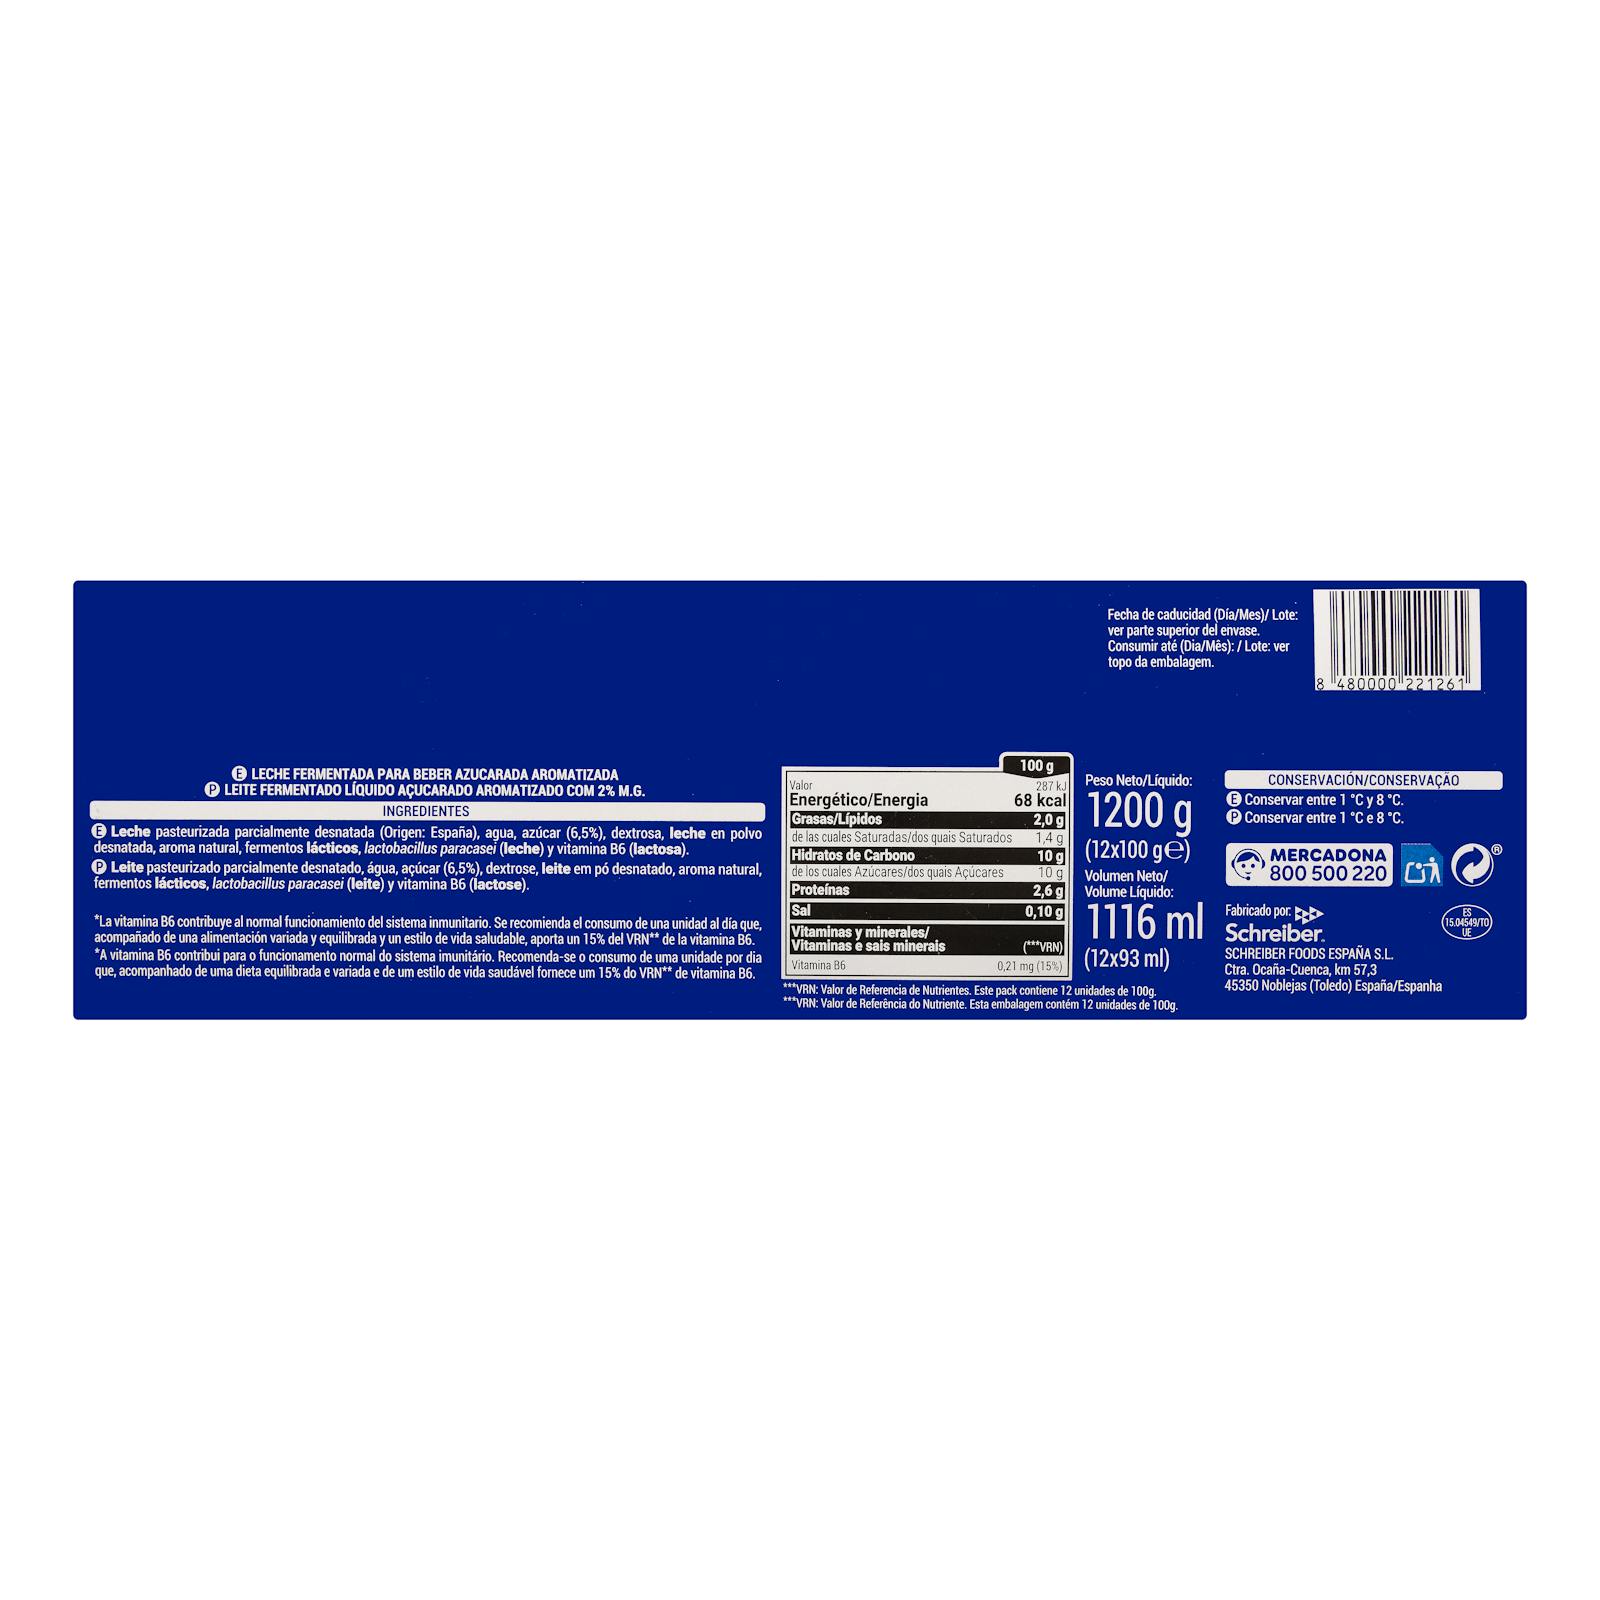 Fecha de caducidad (Día/Mes)/ Lote:
ver parte superior del envase.
Consumir até (Dia/Mês): / Lote: ver
topo da embalagem.
8 480000 221261
E LECHE FERMENTADA PARA BEBER AZUCARADA AROMATIZADA
P LEITE FERMENTADO LÍQUIDO AÇUCARADO AROMATIZADO COM 2% M.G.
INGREDIENTES
E Leche pasteurizada parcialmente desnatada (Origen: España), agua, azúcar (6,5%), dextrosa, leche en polvo
desnatada, aroma natural, fermentos lácticos, lactobacillus paracasei (leche) y vitamina B6 (lactosa).
P Leite pasteurizado parcialmente desnatado, água, açúcar (6,5%), dextrose, leite em pó desnatado, aroma natural,
fermentos lácticos, lactobacillus paracasei (leite) y vitamina B6 (lactose).
*La vitamina B6 contribuye al normal funcionamiento del sistema inmunitario. Se recomienda el consumo de una unidad al día que,
acompañado de una alimentación variada y equilibrada y un estilo de vida saludable, aporta un 15% del VRN** de la vitamina B6.
*A vitamina B6 contribui para o funcionamento normal do sistema imunitário. Recomenda-se o consumo de uma unidade por dia
que, acompanhado de uma dieta equilibrada e variada e de um estilo de vida saudável fornece um 15% do VRN** de vitamina B6.
100 g
Valor 287 kJ
Energético/Energia 68 kcal
Grasas/Lípidos 2,0 g
de las cuales Saturadas/dos quais Saturados 1,4 g
Hidratos de Carbono 10 g
de los cuales Azúcares/dos quais Açúcares 10 g
Proteínas 2,6 g
Sal 0,10 g
Vitaminas y minerales/
Vitaminas e sais minerais (***VRN)
Vitamina B6 0,21 mg (15%)
***VRN: Valor de Referencia de Nutrientes. Este pack contiene 12 unidades de 100g.
***VRN: Valor de Referência do Nutriente. Esta embalagem contém 12 unidades de 100g.
Peso Neto/Líquido:
1200 g
(12x100 g℮)
Volumen Neto/
Volume Líquido:
1116 ml
(12x93 ml)
CONSERVACIÓN/CONSERVAÇÃO
E Conservar entre 1 °C y 8 °C.
P Conservar entre 1 °C e 8 °C.
MERCADONA
800 500 220
®
Fabricado por:
Schreiber.
SCHREIBER FOODS ESPAÑA S.L.
Ctra. Ocaña-Cuenca, km 57,3
45350 Noblejas (Toledo) España/Espanha
ES
15.04549/TO
UE